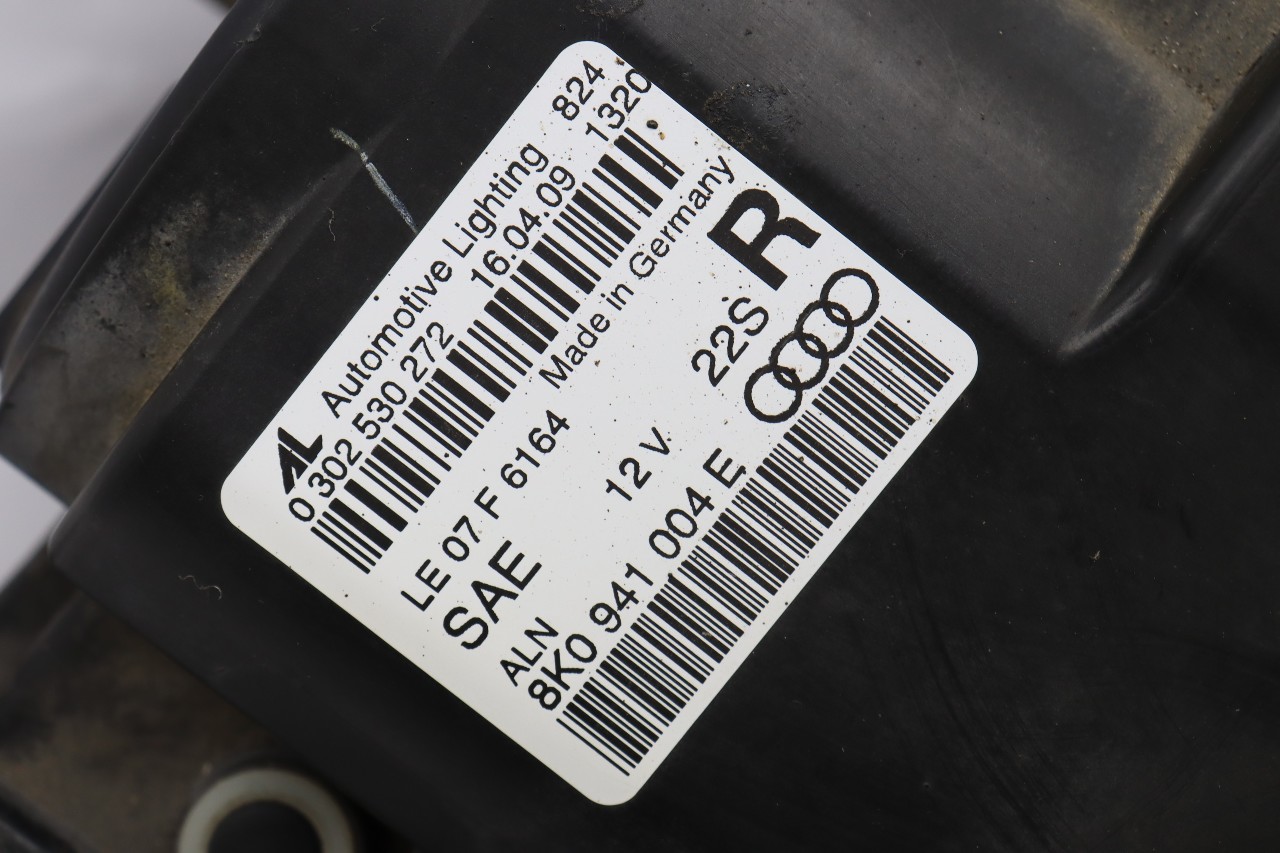 AL Automotive Lighting 824
0 302 530 272 16.04.09 1320
Made in Germany
LE 07 F 6164
R
SAE 12 V 22S
ALN
8K0 941 004 E